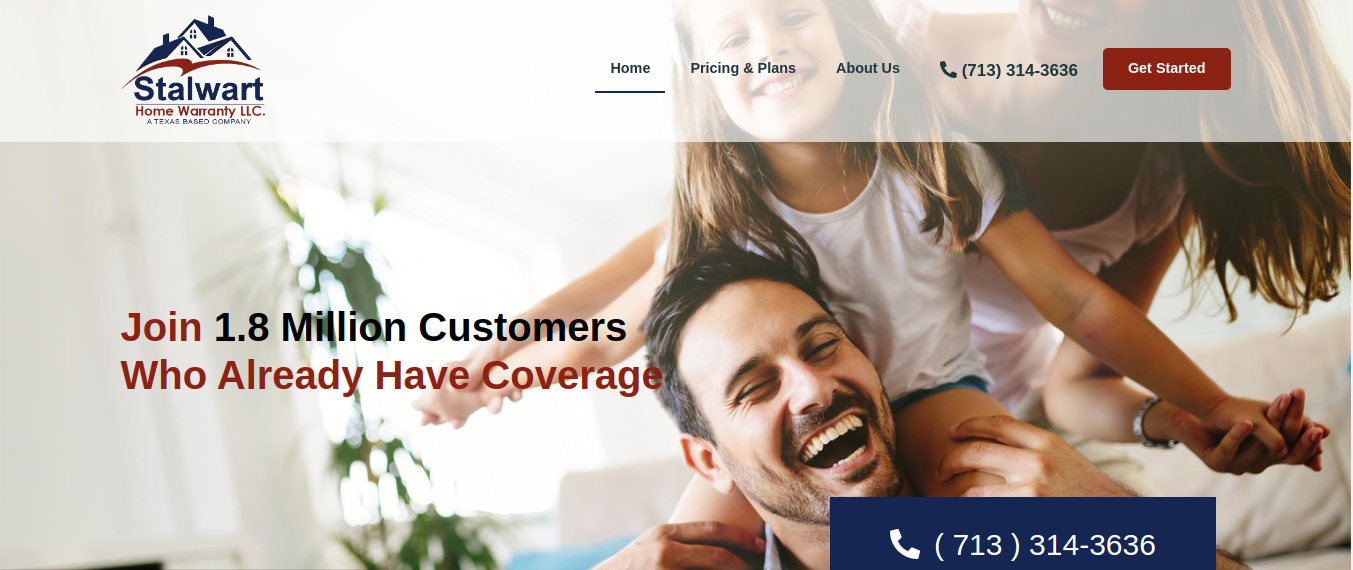 Stalwart
Home Warranty LLC.
A TEXAS BASED COMPANY
Home
Pricing & Plans
About Us
(713) 314-3636
Get Started
Join 1.8 Million Customers
Who Already Have Coverage
( 713 ) 314-3636